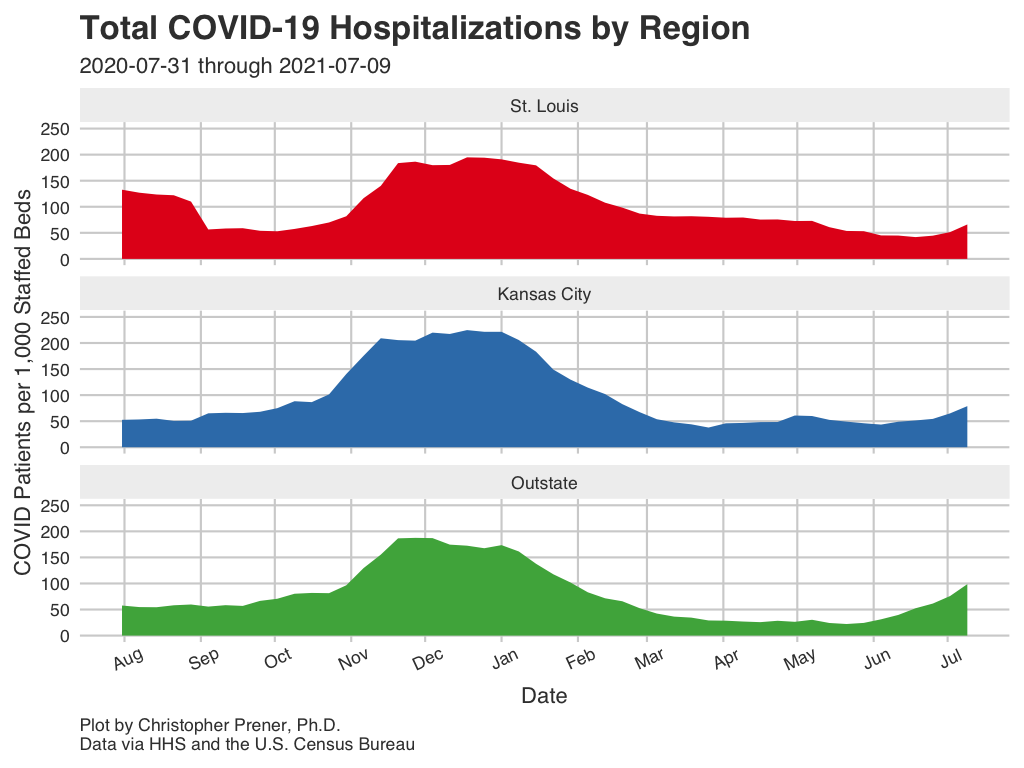 Total COVID-19 Hospitalizations by Region
2020-07-31 through 2021-07-09
COVID Patients per 1,000 Staffed Beds
St. Louis
250
200
150
100
50
0
Kansas City
250
200
150
100
50
0
Outstate
250
200
150
100
50
0
Aug Sep Oct Nov Dec Jan Feb Mar Apr May Jun Jul
Date
Plot by Christopher Prener, Ph.D.
Data via HHS and the U.S. Census Bureau